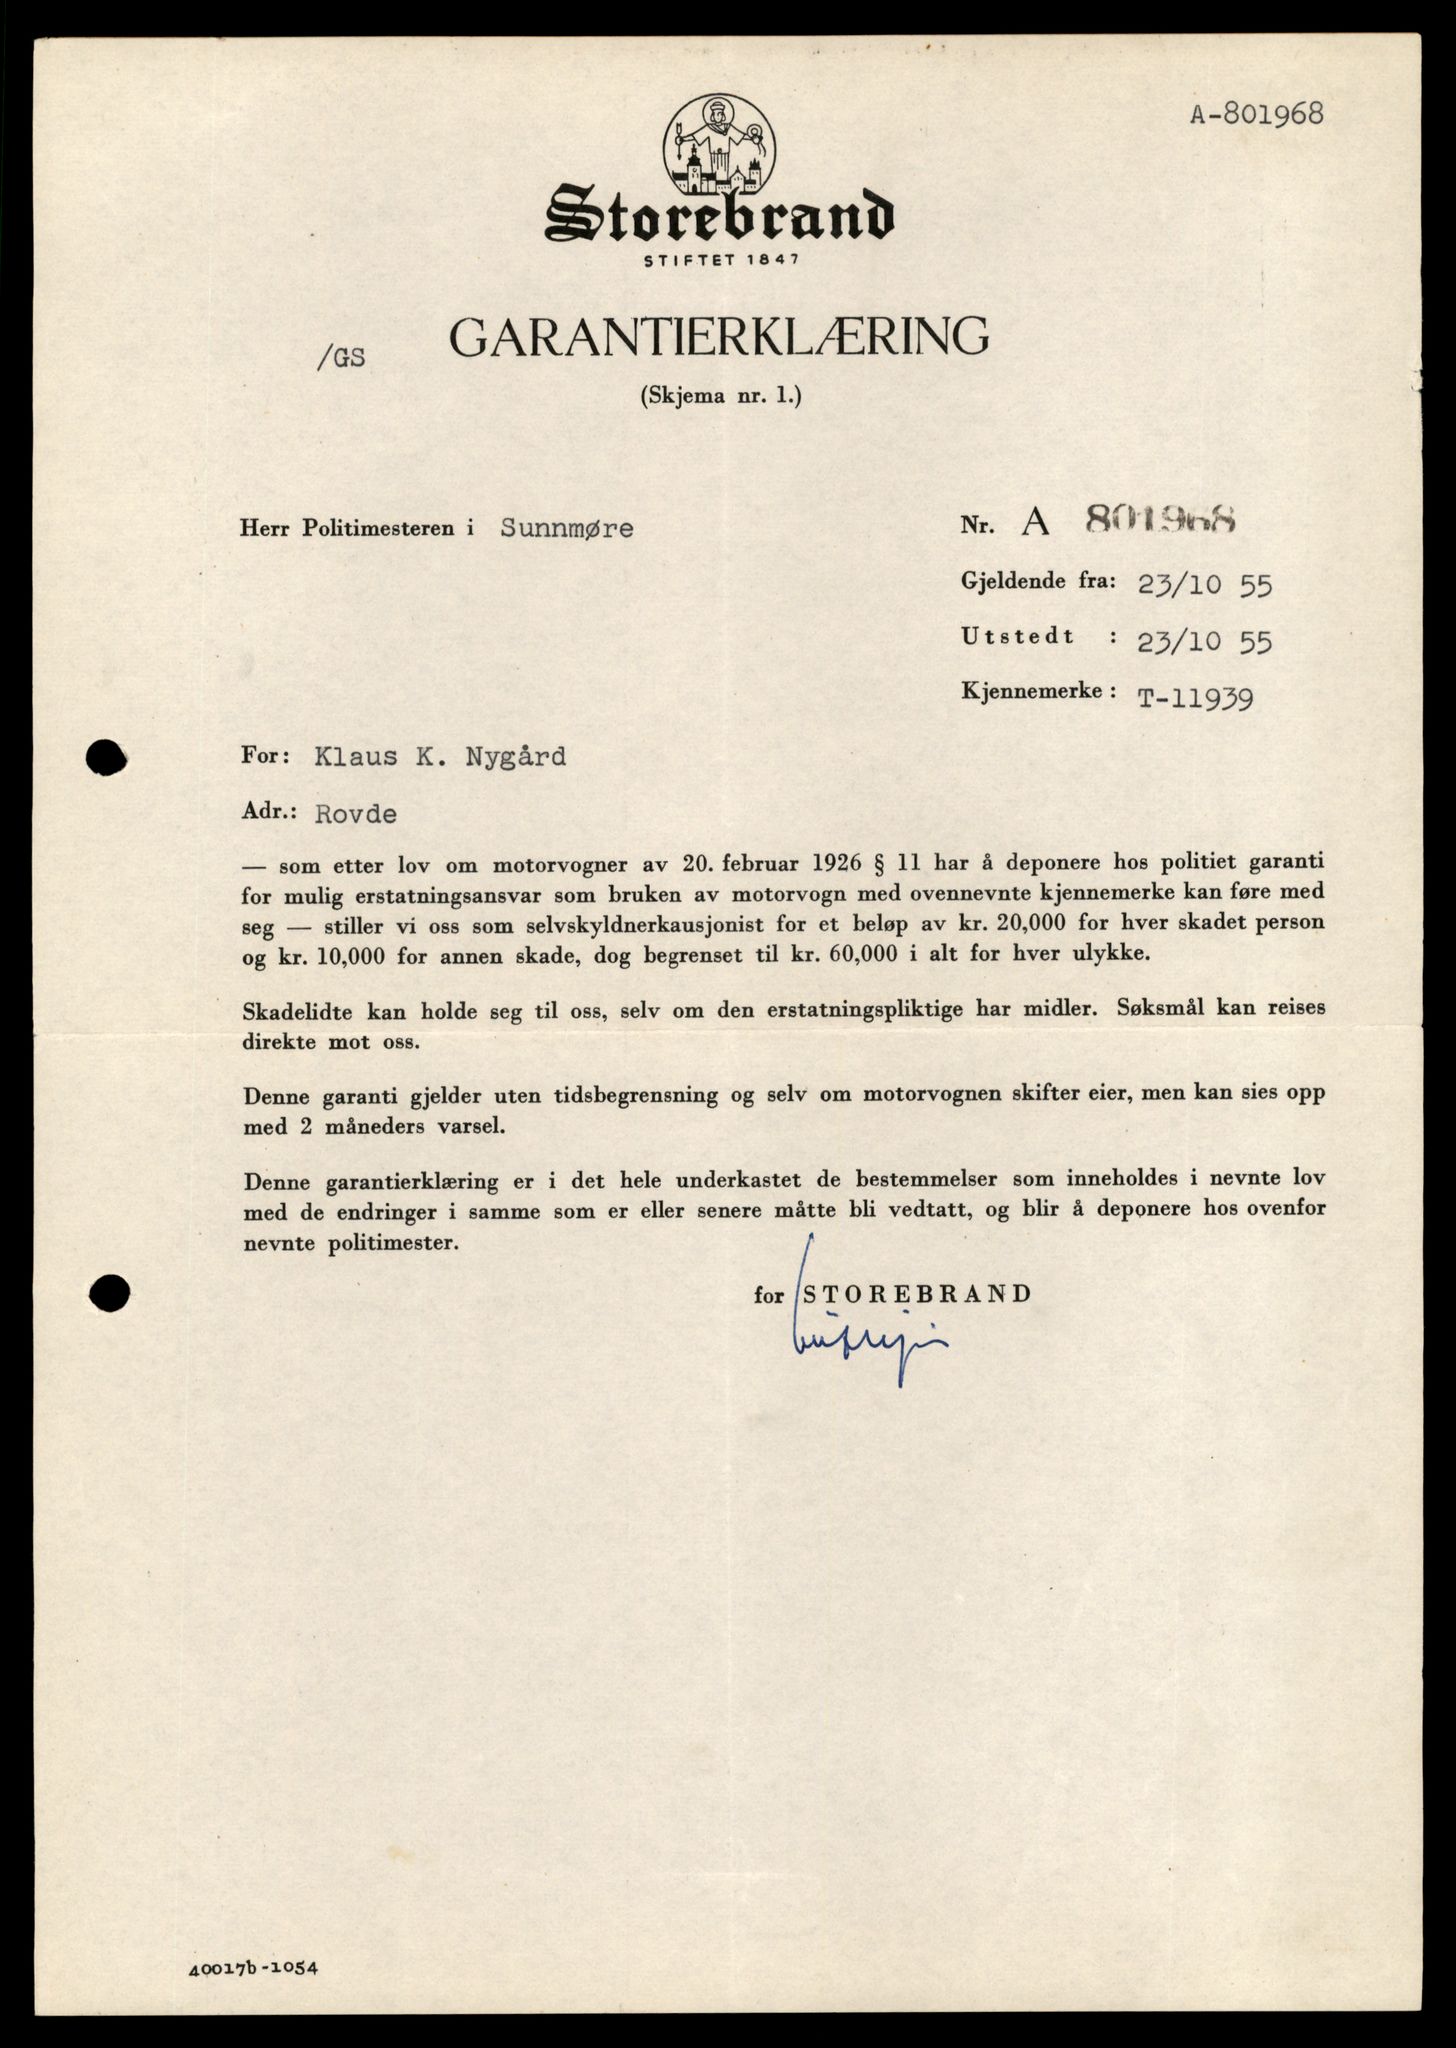 A-801968
Storebrand
STIFTET 1847
GARANTIERKLÆRING
/GS
(Skjema nr. 1.)
Herr Politimesteren i Sunnmøre
Nr. A 801968
Gjeldende fra: 23/10 55
Utstedt : 23/10 55
Kjennemerke: T-11939
For: Klaus K. Nygård
Adr.: Rovde
— som etter lov om motorvogner av 20. februar 1926 § 11 har å deponere hos politiet garanti
for mulig erstatningsansvar som bruken av motorvogn med ovennevnte kjennemerke kan føre med
seg — stiller vi oss som selvskyldnerkausjonist for et beløp av kr. 20,000 for hver skadet person
og kr. 10,000 for annen skade, dog begrenset til kr. 60,000 i alt for hver ulykke.
Skadelidte kan holde seg til oss, selv om den erstatningspliktige har midler. Søksmål kan reises
direkte mot oss.
Denne garanti gjelder uten tidsbegrensning og selv om motorvognen skifter eier, men kan sies opp
med 2 måneders varsel.
Denne garantierklæring er i det hele underkastet de bestemmelser som inneholdes i nevnte lov
med de endringer i samme som er eller senere måtte bli vedtatt, og blir å deponere hos ovenfor
nevnte politimester.
for STOREBRAND
40017b-1054